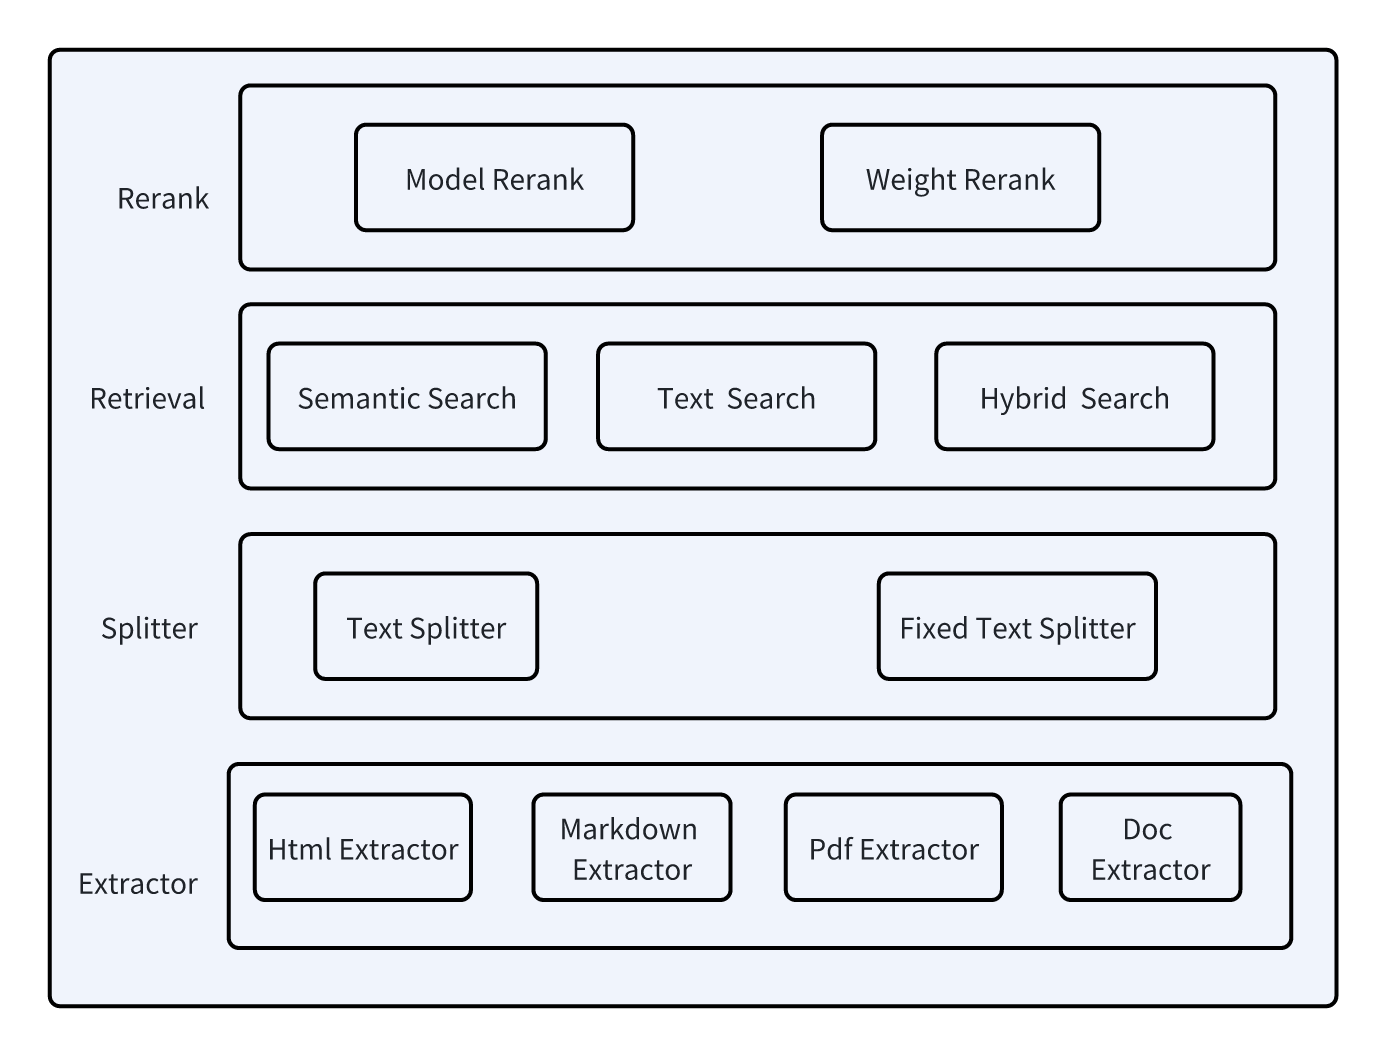 Rerank
Model Rerank
Weight Rerank
Retrieval
Semantic Search
Text  Search
Hybrid  Search
Splitter
Text Splitter
Fixed Text Splitter
Extractor
Html Extractor
Markdown
Extractor
Pdf Extractor
Doc
Extractor